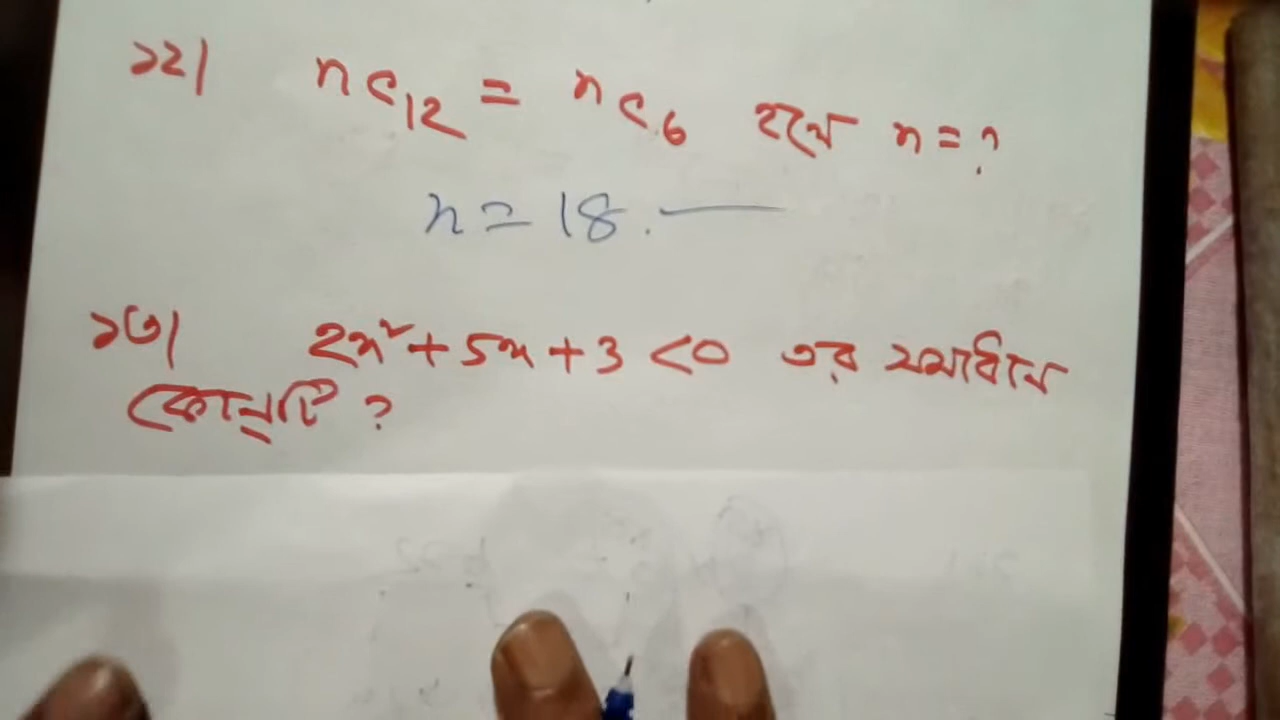 ১২| nc₁₂ = nc₆ হলে n = ?
n = 18.
১৩| 2x² + 5x + 3 < 0 এর সমাধান
কোনটি ?